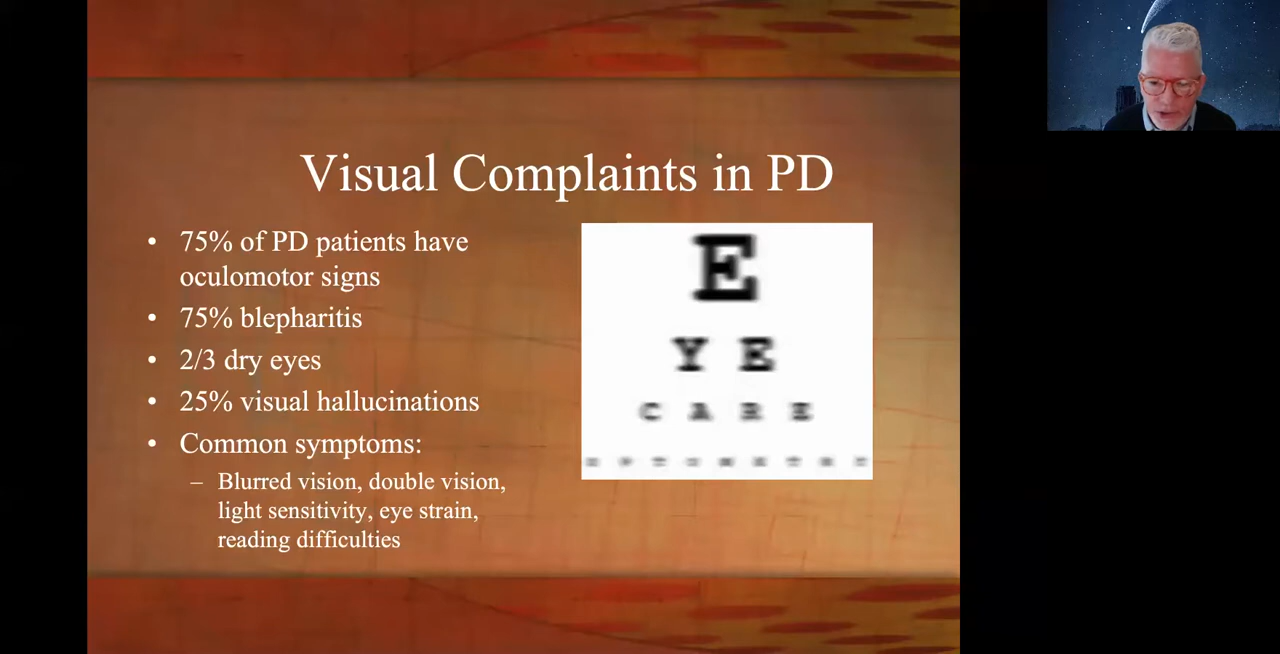 Visual Complaints in PD
• 75% of PD patients have
oculomotor signs
• 75% blepharitis
• 2/3 dry eyes
• 25% visual hallucinations
• Common symptoms:
– Blurred vision, double vision,
light sensitivity, eye strain,
reading difficulties
E
Y E
C A R E